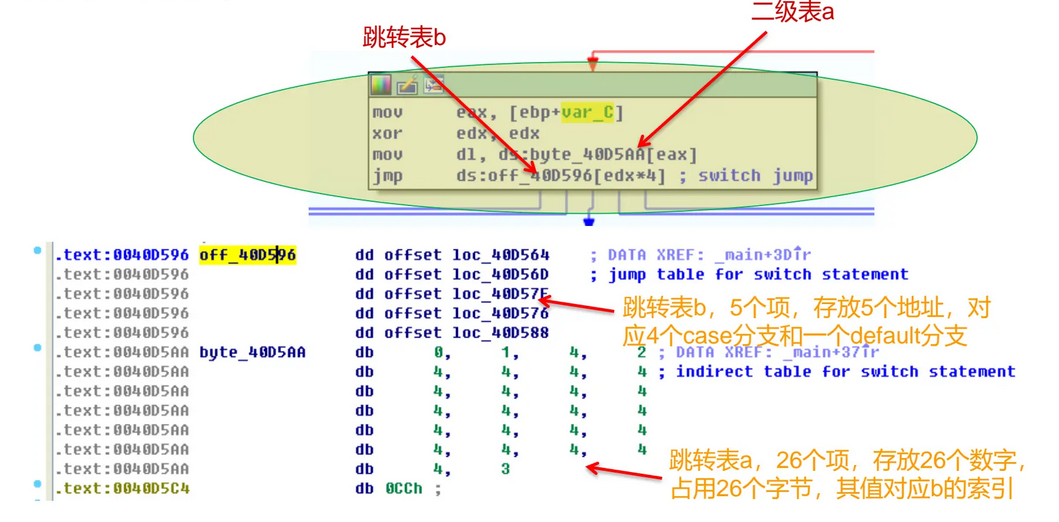 二级表a
跳转表b
mov eax, [ebp+var_C]
xor edx, edx
mov dl, ds:byte_40D5AA[eax]
jmp ds:off_40D596[edx*4] ; switch jump
.text:0040D596 off_40D596 dd offset loc_40D564 ; DATA XREF: _main+3D↑r
.text:0040D596 dd offset loc_40D56D ; jump table for switch statement
.text:0040D596 dd offset loc_40D57F
.text:0040D596 dd offset loc_40D576
.text:0040D596 dd offset loc_40D588
跳转表b，5个项，存放5个地址，对
应4个case分支和一个default分支
.text:0040D5AA byte_40D5AA db 0, 1, 4, 2 ; DATA XREF: _main+37↑r
.text:0040D5AA db 4, 4, 4, 4 ; indirect table for switch statement
.text:0040D5AA db 4, 4, 4, 4
.text:0040D5AA db 4, 4, 4, 4
.text:0040D5AA db 4, 4, 4, 4
.text:0040D5AA db 4, 4, 4, 4
.text:0040D5AA db 4, 3
.text:0040D5C4 db 0CCh ;
跳转表a，26个项，存放26个数字，
占用26个字节，其值对应b的索引